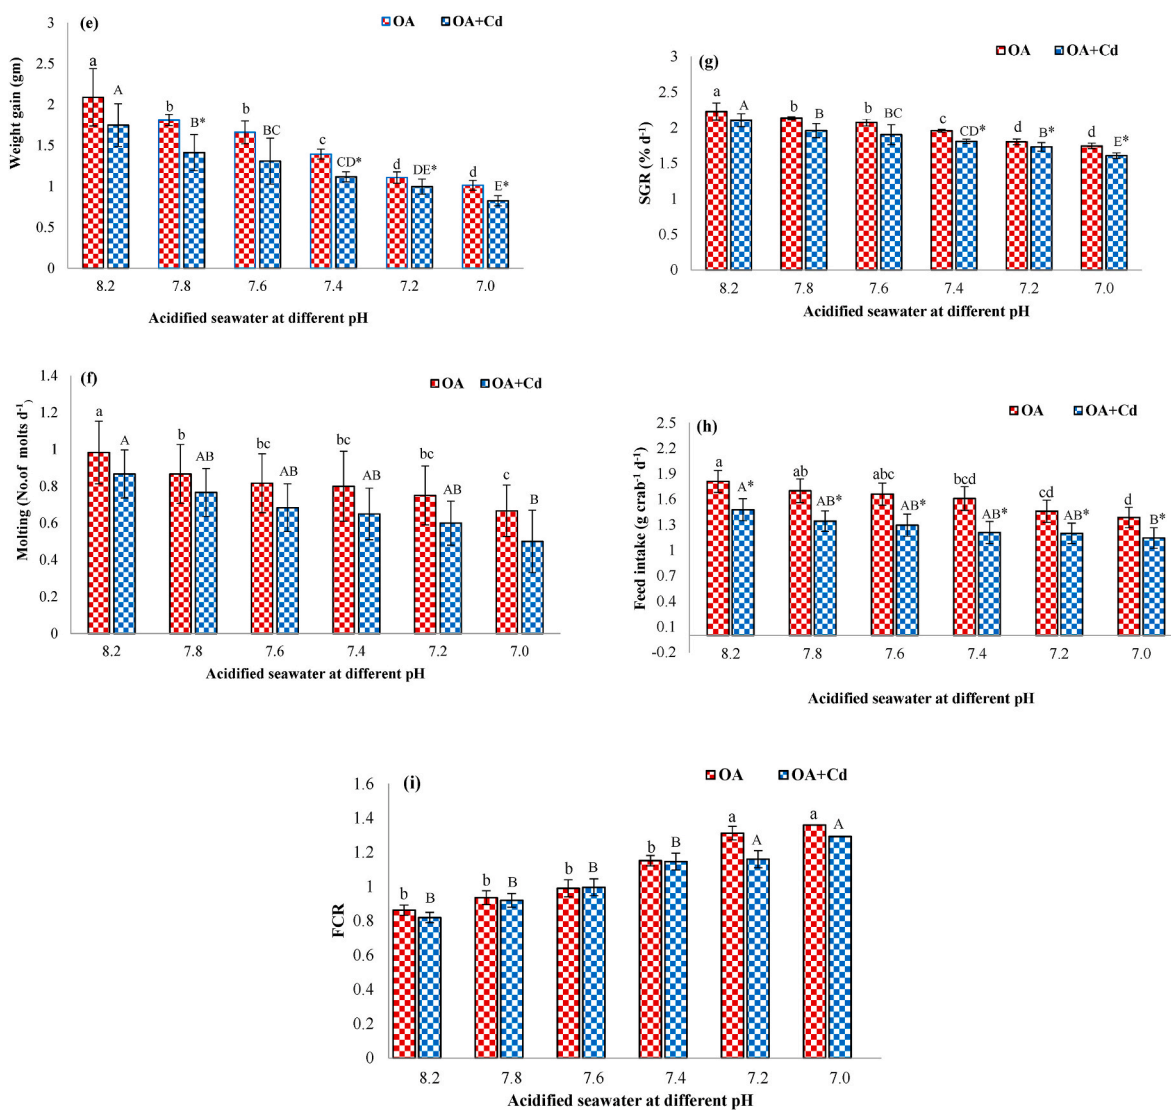 (e)
OA OA+Cd
Weight gain (gm)
3
2.5
2
1.5
1
0.5
0
a A b B* b BC c CD* d DE* d E*
8.2 7.8 7.6 7.4 7.2 7.0
Acidified seawater at different pH
(g)
OA OA+Cd
SGR (% d-1)
3
2.5
2
1.5
1
0.5
0
a A b B b BC c CD* d B* d E*
8.2 7.8 7.6 7.4 7.2 7.0
Acidified seawater at different pH
(f)
OA OA+Cd
Molting (No.of molts d-1)
1.4
1.2
1
0.8
0.6
0.4
0.2
0
a A b AB bc AB bc AB bc AB c B
8.2 7.8 7.6 7.4 7.2 7.0
Acidified seawater at different pH
(h)
OA OA+Cd
Feed intake (g crab-1 d-1)
2.5
2.2
1.9
1.6
1.3
1
0.7
0.4
0.1
-0.2
a A* ab AB* abc AB* bcd AB* cd AB* d B*
8.2 7.8 7.6 7.4 7.2 7.0
Acidified seawater at different pH
(i)
OA OA+Cd
FCR
1.6
1.4
1.2
1
0.8
0.6
0.4
0.2
0
b B b B b B b B a A a A
8.2 7.8 7.6 7.4 7.2 7.0
Acidified seawater at different pH